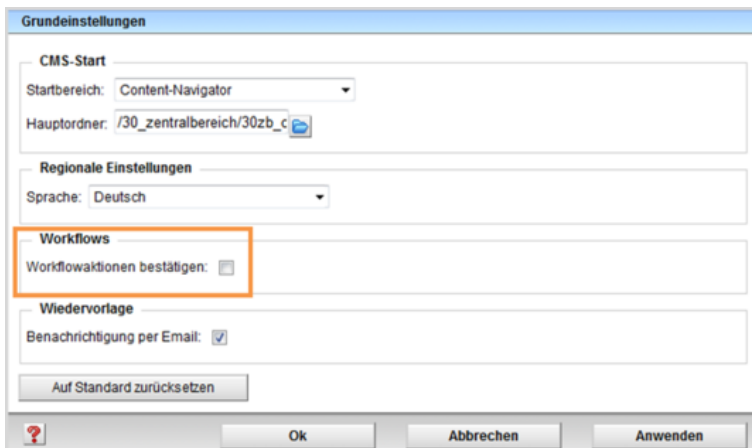 Grundeinstellungen
CMS-Start
Startbereich: Content-Navigator
Hauptordner: /30_zentralbereich/30zb_c
Regionale Einstellungen
Sprache: Deutsch
Workflows
Workflowaktionen bestätigen:
Wiedervorlage
Benachrichtigung per Email:
Auf Standard zurücksetzen
? Ok Abbrechen Anwenden